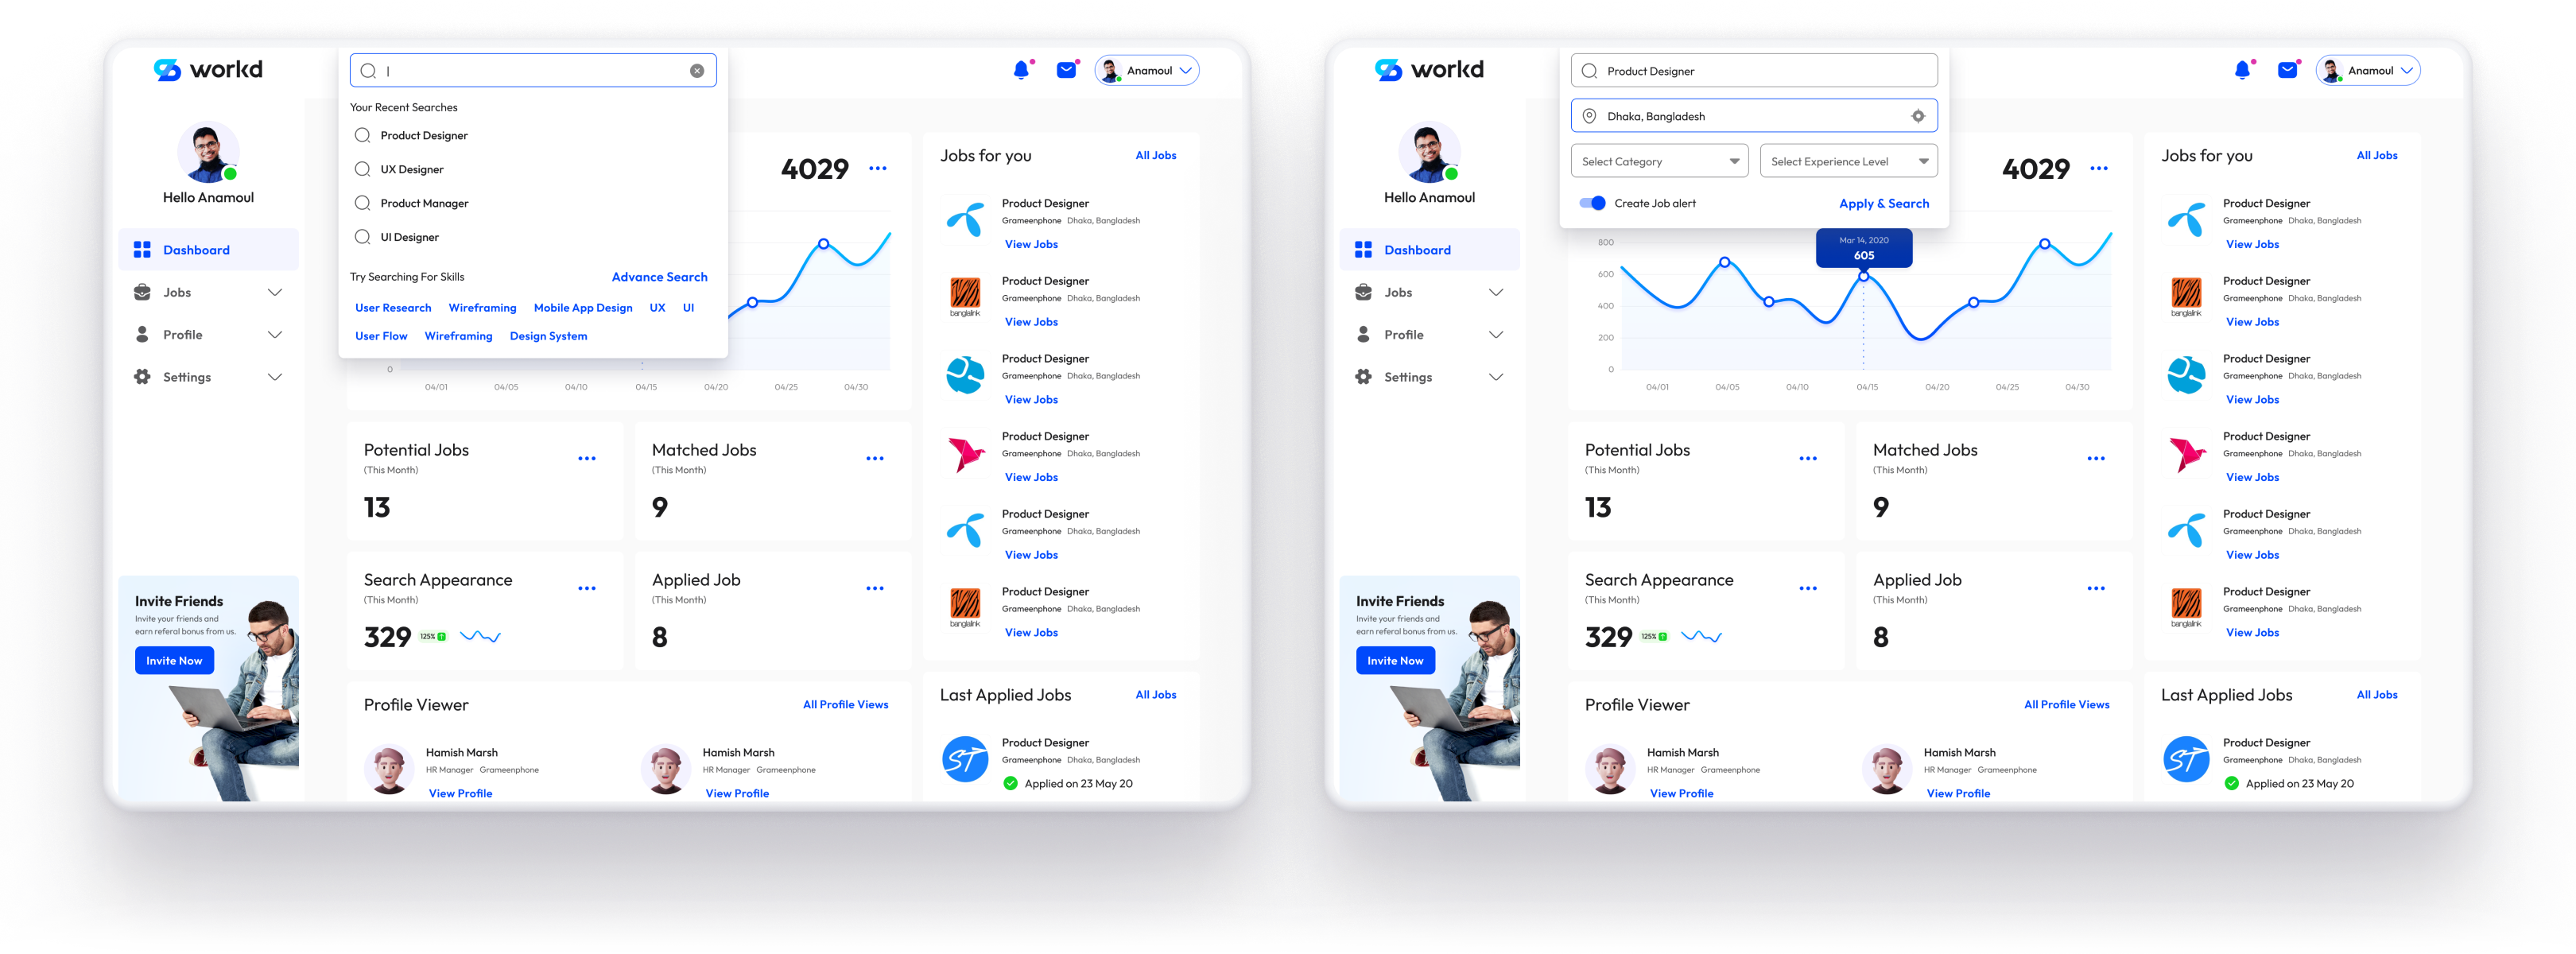 workd
Your Recent Searches
Product Designer
UX Designer
Product Manager
UI Designer
Try Searching For Skills
Advance Search
User Research Wireframing Mobile App Design UX UI
User Flow Wireframing Design System
Anamoul
Hello Anamoul
Dashboard
Jobs
Profile
Settings
Invite Friends
Invite your friends and
earn referal bonus from us.
Invite Now
4029
0
04/01 04/05 04/10 04/15 04/20 04/25 04/30
Potential Jobs
(This Month)
13
Matched Jobs
(This Month)
9
Search Appearance
(This Month)
329 125%
Applied Job
(This Month)
8
Profile Viewer
All Profile Views
Hamish Marsh
HR Manager Grameenphone
View Profile
Hamish Marsh
HR Manager Grameenphone
View Profile
Jobs for you
All Jobs
Product Designer
Grameenphone Dhaka, Bangladesh
View Jobs
Product Designer
Grameenphone Dhaka, Bangladesh
banglalink
View Jobs
Product Designer
Grameenphone Dhaka, Bangladesh
View Jobs
Product Designer
Grameenphone Dhaka, Bangladesh
View Jobs
Product Designer
Grameenphone Dhaka, Bangladesh
View Jobs
Product Designer
Grameenphone Dhaka, Bangladesh
banglalink
View Jobs
Last Applied Jobs
All Jobs
ST
Product Designer
Grameenphone Dhaka, Bangladesh
Applied on 23 May 20
workd
Product Designer
Dhaka, Bangladesh
Select Category
Select Experience Level
Create Job alert
Apply & Search
Anamoul
Hello Anamoul
Dashboard
Jobs
Profile
Settings
Invite Friends
Invite your friends and
earn referal bonus from us.
Invite Now
4029
Mar 14, 2020
605
800
600
400
200
0
04/01 04/05 04/10 04/15 04/20 04/25 04/30
Potential Jobs
(This Month)
13
Matched Jobs
(This Month)
9
Search Appearance
(This Month)
329 125%
Applied Job
(This Month)
8
Profile Viewer
All Profile Views
Hamish Marsh
HR Manager Grameenphone
View Profile
Hamish Marsh
HR Manager Grameenphone
View Profile
Jobs for you
All Jobs
Product Designer
Grameenphone Dhaka, Bangladesh
View Jobs
Product Designer
Grameenphone Dhaka, Bangladesh
banglalink
View Jobs
Product Designer
Grameenphone Dhaka, Bangladesh
View Jobs
Product Designer
Grameenphone Dhaka, Bangladesh
View Jobs
Product Designer
Grameenphone Dhaka, Bangladesh
View Jobs
Product Designer
Grameenphone Dhaka, Bangladesh
banglalink
View Jobs
Last Applied Jobs
All Jobs
ST
Product Designer
Grameenphone Dhaka, Bangladesh
Applied on 23 May 20